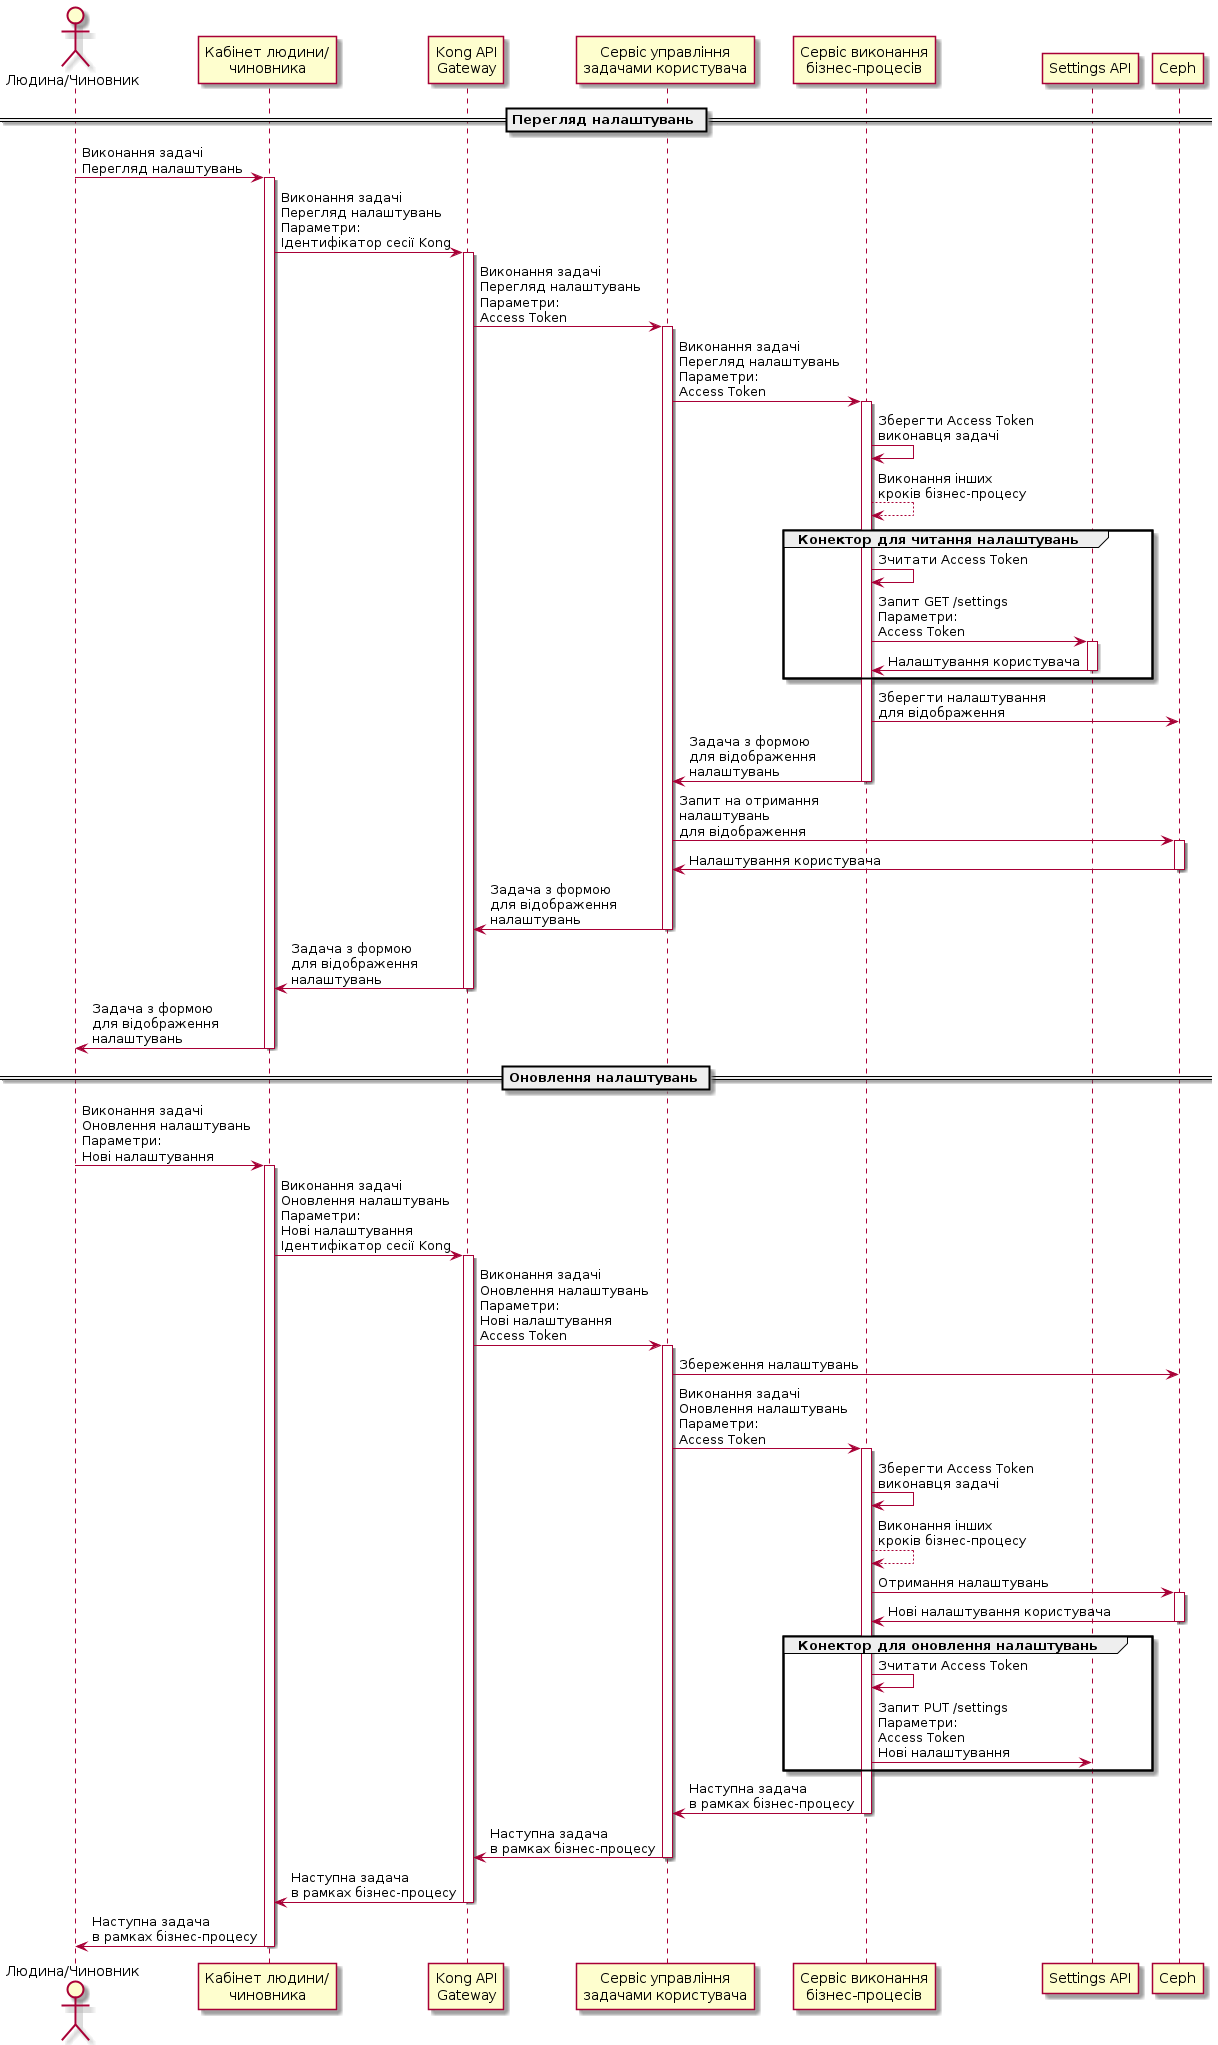 Людина/Чиновник
Кабінет людини/
чиновника
Kong API
Gateway
Сервіс управління
задачами користувача
Сервіс виконання
бізнес-процесів
Settings API
Ceph
Перегляд налаштувань
Виконання задачі
Перегляд налаштувань
Виконання задачі
Перегляд налаштувань
Параметри:
Ідентифікатор сесії Kong
Виконання задачі
Перегляд налаштувань
Параметри:
Access Token
Виконання задачі
Перегляд налаштувань
Параметри:
Access Token
Зберегти Access Token
виконавця задачі
Виконання інших
кроків бізнес-процесу
Конектор для читання налаштувань
Зчитати Access Token
Запит GET /settings
Параметри:
Access Token
Налаштування користувача
Зберегти налаштування
для відображення
Задача з формою
для відображення
налаштувань
Запит на отримання
налаштувань
для відображення
Налаштування користувача
Задача з формою
для відображення
налаштувань
Задача з формою
для відображення
налаштувань
Задача з формою
для відображення
налаштувань
Оновлення налаштувань
Виконання задачі
Оновлення налаштувань
Параметри:
Нові налаштування
Виконання задачі
Оновлення налаштувань
Параметри:
Нові налаштування
Ідентифікатор сесії Kong
Виконання задачі
Оновлення налаштувань
Параметри:
Нові налаштування
Access Token
Збереження налаштувань
Виконання задачі
Оновлення налаштувань
Параметри:
Access Token
Зберегти Access Token
виконавця задачі
Виконання інших
кроків бізнес-процесу
Отримання налаштувань
Нові налаштування користувача
Конектор для оновлення налаштувань
Зчитати Access Token
Запит PUT /settings
Параметри:
Access Token
Нові налаштування
Наступна задача
в рамках бізнес-процесу
Наступна задача
в рамках бізнес-процесу
Наступна задача
в рамках бізнес-процесу
Наступна задача
в рамках бізнес-процесу
Людина/Чиновник
Кабінет людини/
чиновника
Kong API
Gateway
Сервіс управління
задачами користувача
Сервіс виконання
бізнес-процесів
Settings API
Ceph